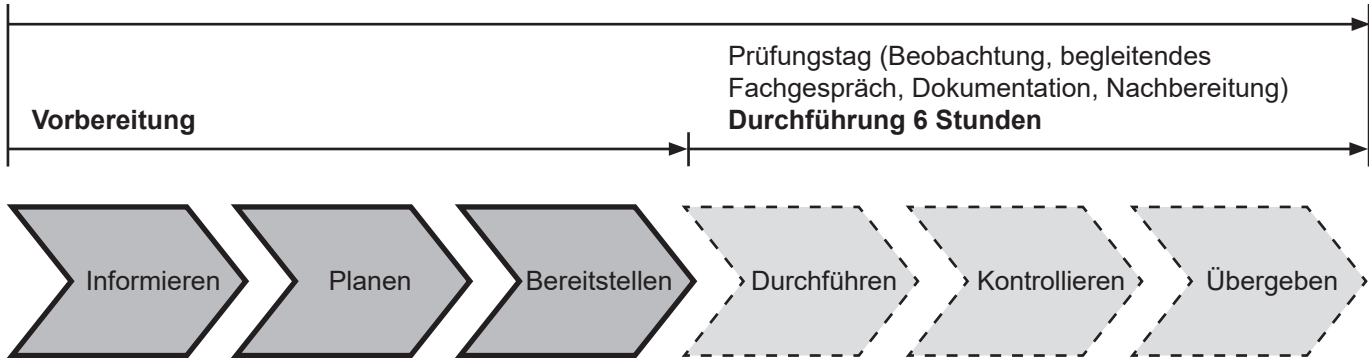 Prüfungstag (Beobachtung, begleitendes
Fachgespräch, Dokumentation, Nachbereitung)
Vorbereitung
Durchführung 6 Stunden
Informieren
Planen
Bereitstellen
Durchführen
Kontrollieren
Übergeben